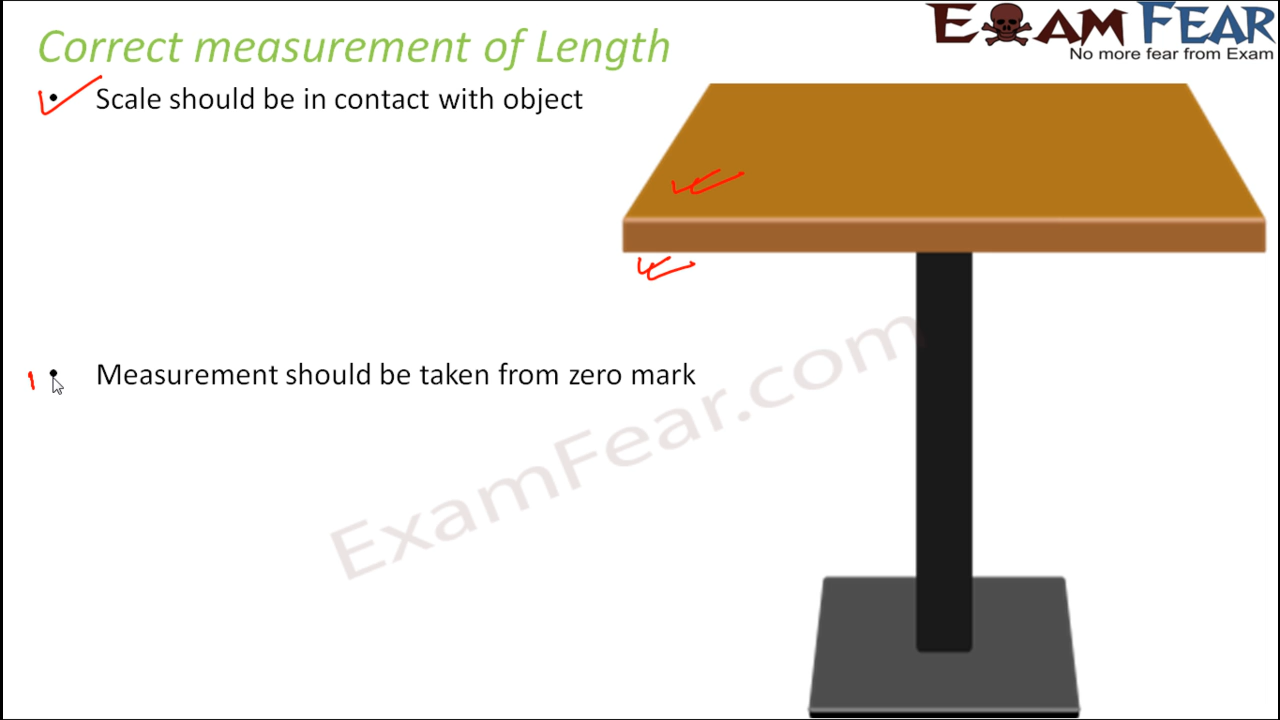 Correct measurement of Length
EXAM FEAR
No more fear from Exam
• Scale should be in contact with object
• Measurement should be taken from zero mark
ExamFear.com